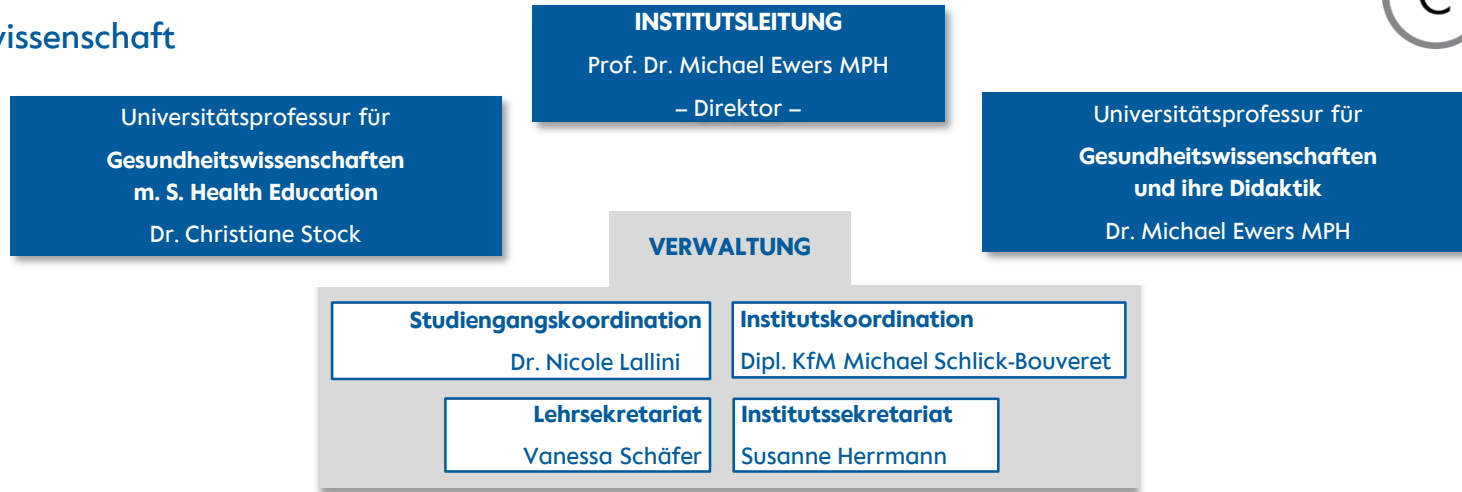 INSTITUTSLEITUNG
Prof. Dr. Michael Ewers MPH
– Direktor –
Universitätsprofessur für
Gesundheitswissenschaften
m. S. Health Education
Dr. Christiane Stock
Universitätsprofessur für
Gesundheitswissenschaften
und ihre Didaktik
Dr. Michael Ewers MPH
VERWALTUNG
Studiengangskoordination
Dr. Nicole Lallini
Institutskoordination
Dipl. KfM Michael Schlick-Bouveret
Lehrsekretariat
Vanessa Schäfer
Institutssekretariat
Susanne Herrmann